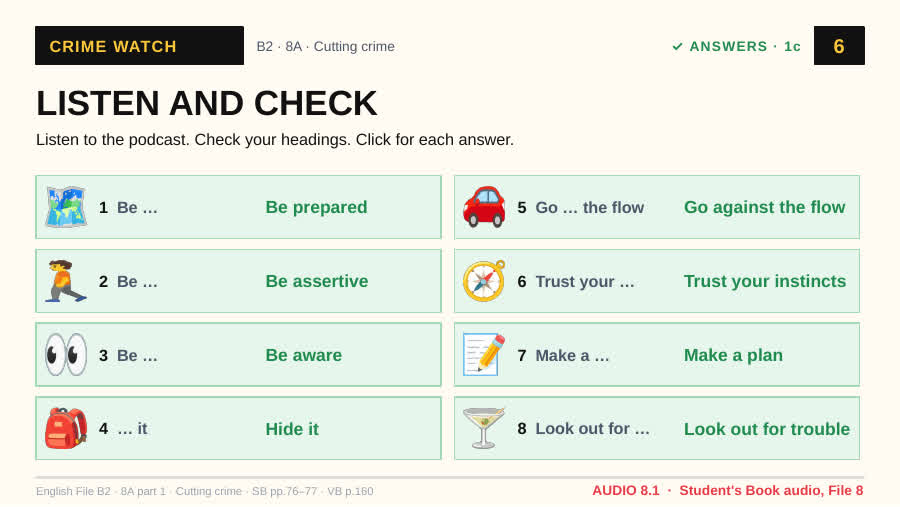 CRIME WATCH
B2 · 8A · Cutting crime
✓ ANSWERS · 1c
6
LISTEN AND CHECK
Listen to the podcast. Check your headings. Click for each answer.
1 Be … Be prepared
2 Be … Be assertive
3 Be … Be aware
4 … it Hide it
5 Go … the flow Go against the flow
6 Trust your … Trust your instincts
7 Make a … Make a plan
8 Look out for … Look out for trouble
English File B2 · 8A part 1 · Cutting crime · SB pp.76–77 · VB p.160
AUDIO 8.1 · Student's Book audio, File 8